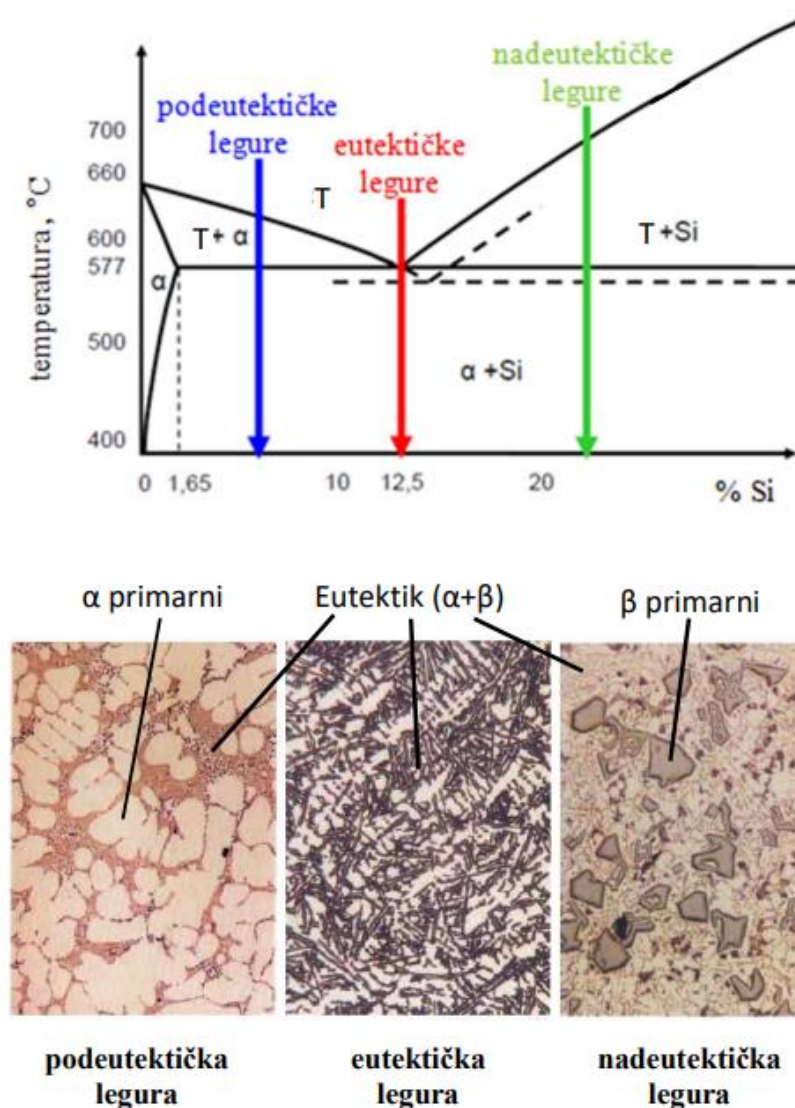 nadeutektičke
legure
podeutektičke
legure
eutektičke
legure
temperatura, °C
700
660
600
577
500
400
T
T+ α
T+Si
α
α +Si
0
1,65
10
12,5
20
% Si
α primarni
Eutektik (α+β)
β primarni
podeutektička
legura
eutektička
legura
nadeutektička
legura